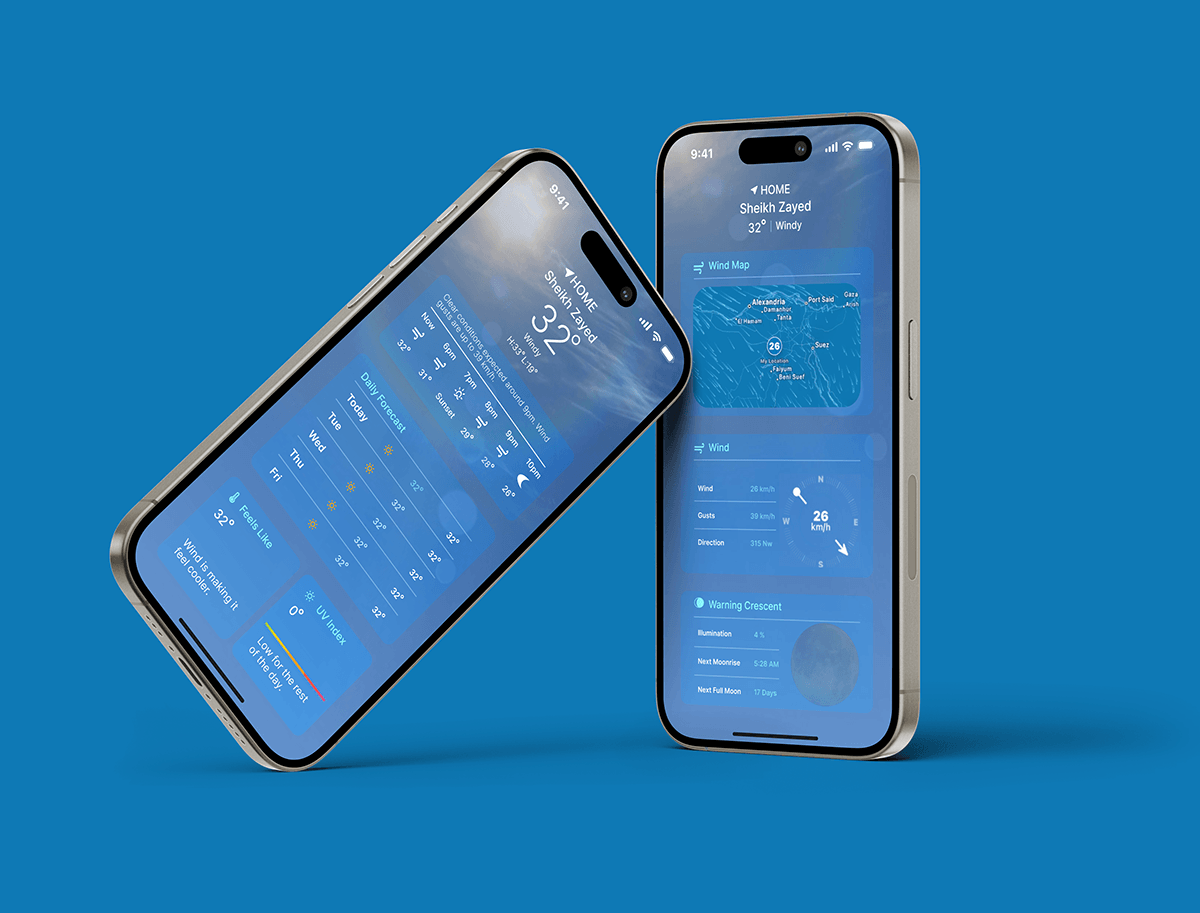 9:41
HOME
Sheikh Zayed
32°
Windy
H:33° L:19°
Clear conditions expected around 9pm. Wind
gusts are up to 39 km/h.
Now 6pm 7pm 8pm 9pm 10pm
32° 31° Sunset 29° 28° 26°
Daily Forecast
Today 32° 32°
Tue 32° 32°
Wed 32° 32°
Thu 32° 32°
Fri 32° 32°
Feels Like
32°
Wind is making it
feel cooler.
UV Index
0°
Low for the rest
of the day.
9:41
HOME
Sheikh Zayed
32° | Windy
Wind Map
Gaza
Alexandria Port Said
Arish
Damanhur
El Hamam Tanta
26 Suez
My Location
Faiyum
Beni Suef
Wind
Wind 26 km/h
Gusts 39 km/h
Direction 315 Nw
N
W E
S
26
km/h
Warning Crescent
Illumination 4 %
Next Moonrise 5:28 AM
Next Full Moon 17 Days